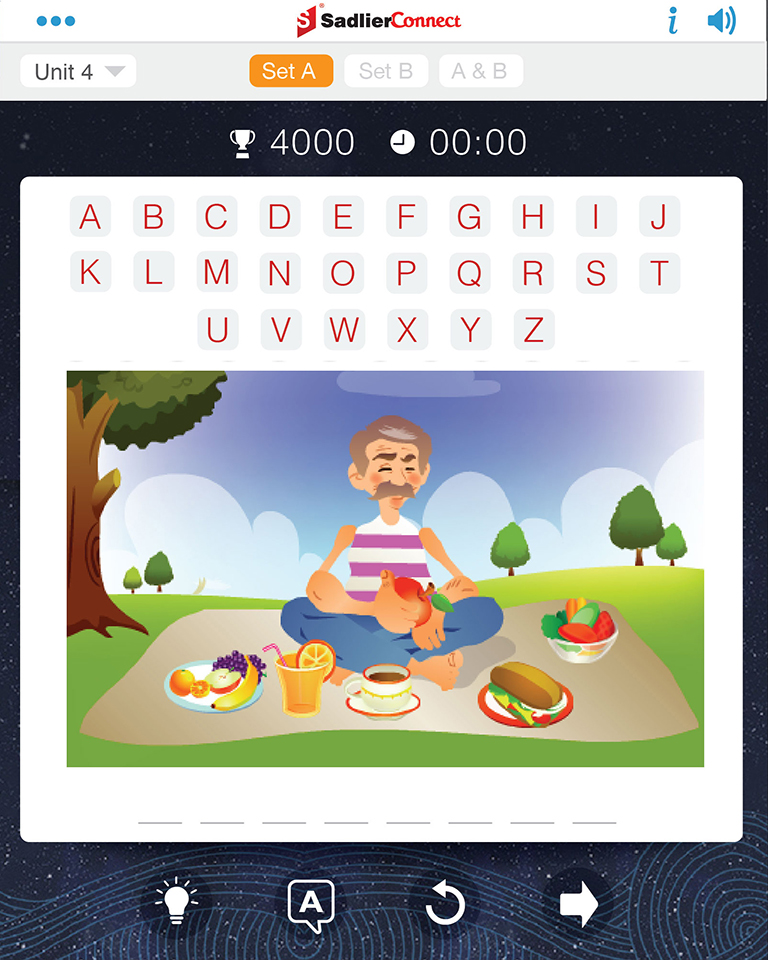 S® SadlierConnect i
Unit 4 Set A Set B A & B
4000 00:00
A B C D E F G H I J
K L M N O P Q R S T
U V W X Y Z
A